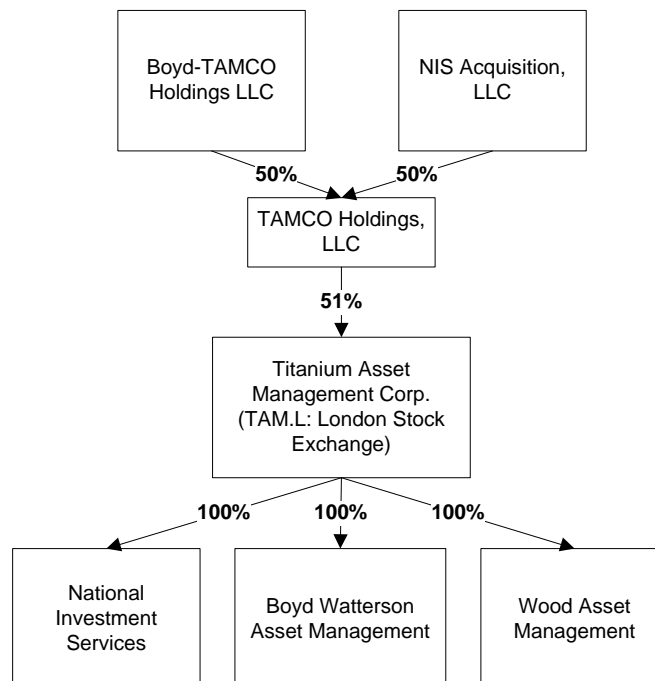 Boyd-TAMCO
Holdings LLC
NIS Acquisition,
LLC
50%
50%
TAMCO Holdings,
LLC
51%
Titanium Asset
Management Corp.
(TAM.L: London Stock
Exchange)
100%
100%
100%
National
Investment
Services
Boyd Watterson
Asset Management
Wood Asset
Management